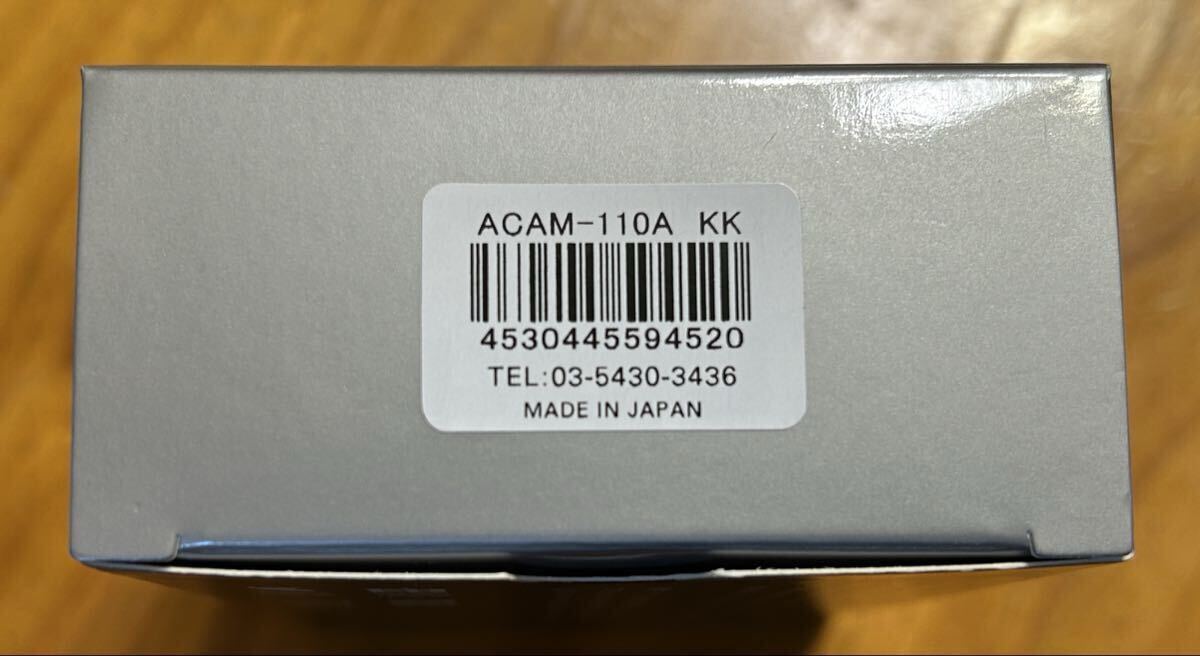 ACAM-110A KK
4530445594520
TEL:03-5430-3436
MADE IN JAPAN